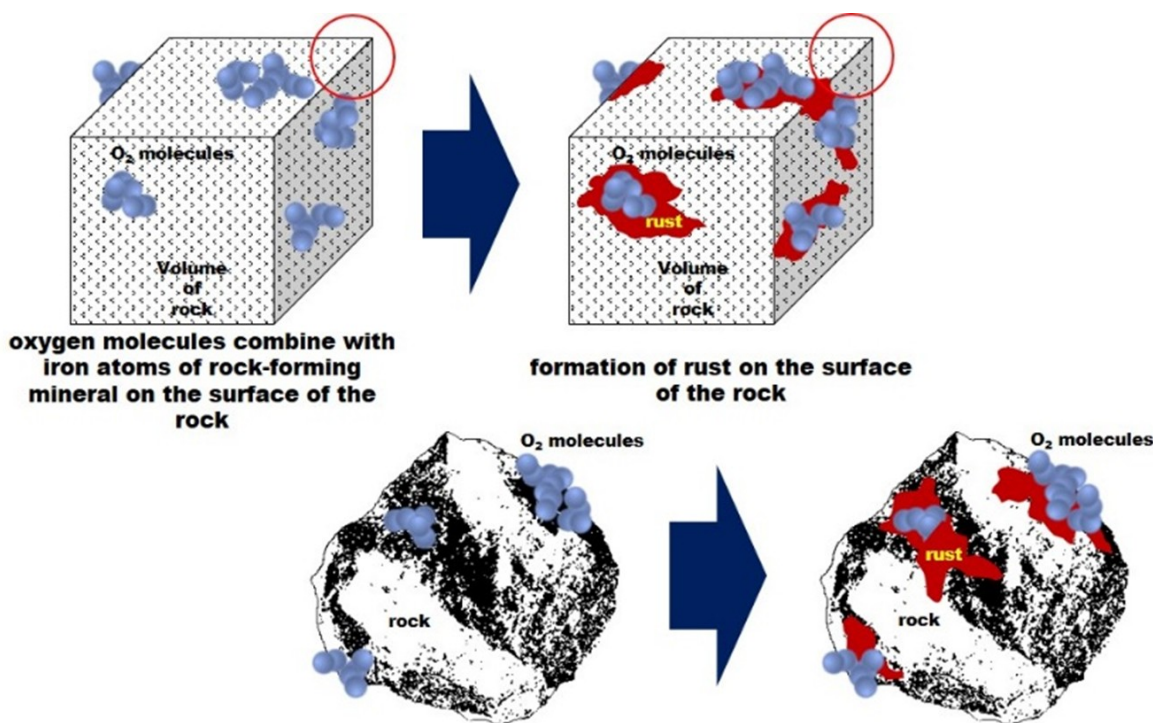 O₂ molecules
Volume
of
rock
oxygen molecules combine with
iron atoms of rock-forming
mineral on the surface of the
rock
O₂ molecules
rust
Volume
of
rock
formation of rust on the surface
of the rock
O₂ molecules
rock
O₂ molecules
rust
rock